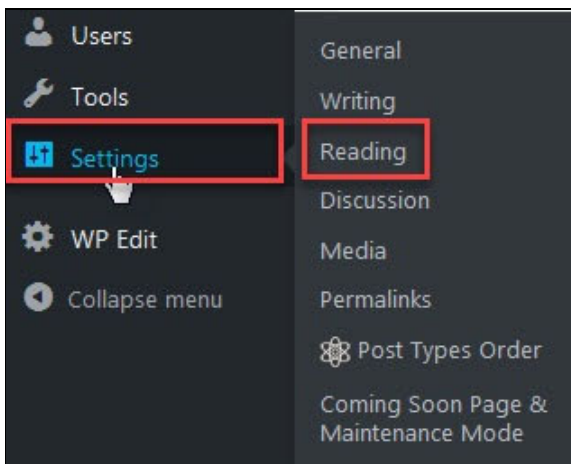 Users
Tools
Settings
WP Edit
Collapse menu
General
Writing
Reading
Discussion
Media
Permalinks
Post Types Order
Coming Soon Page &
Maintenance Mode